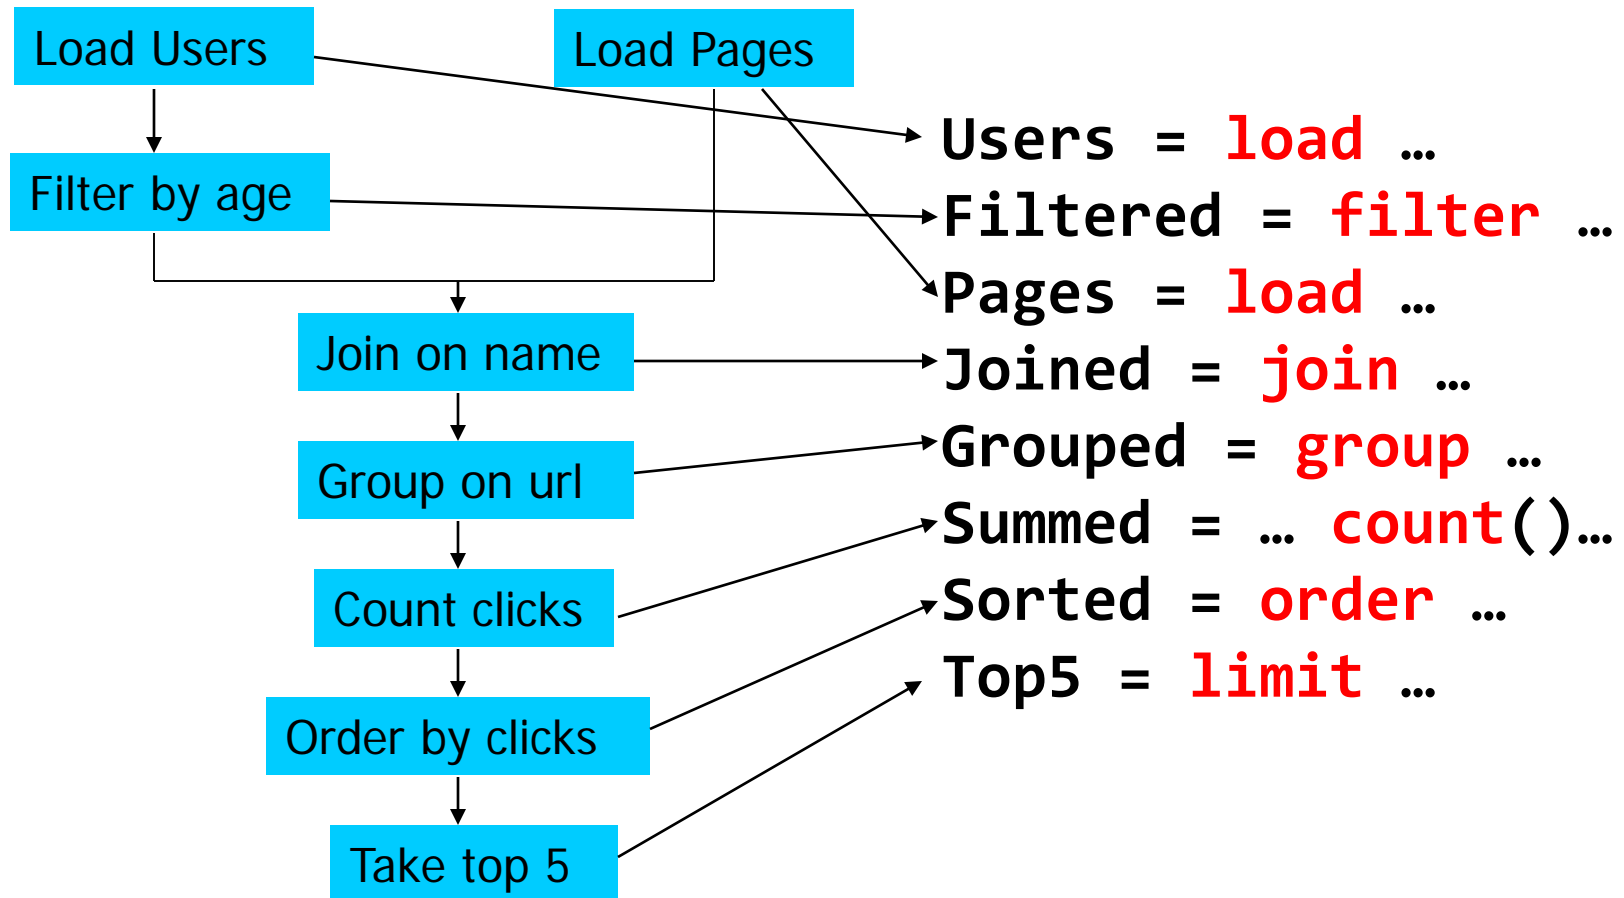 Load Users
Load Pages
Filter by age
Join on name
Group on url
Count clicks
Order by clicks
Take top 5
Users = load …
Filtered = filter …
Pages = load …
Joined = join …
Grouped = group …
Summed = … count()…
Sorted = order …
Top5 = limit …